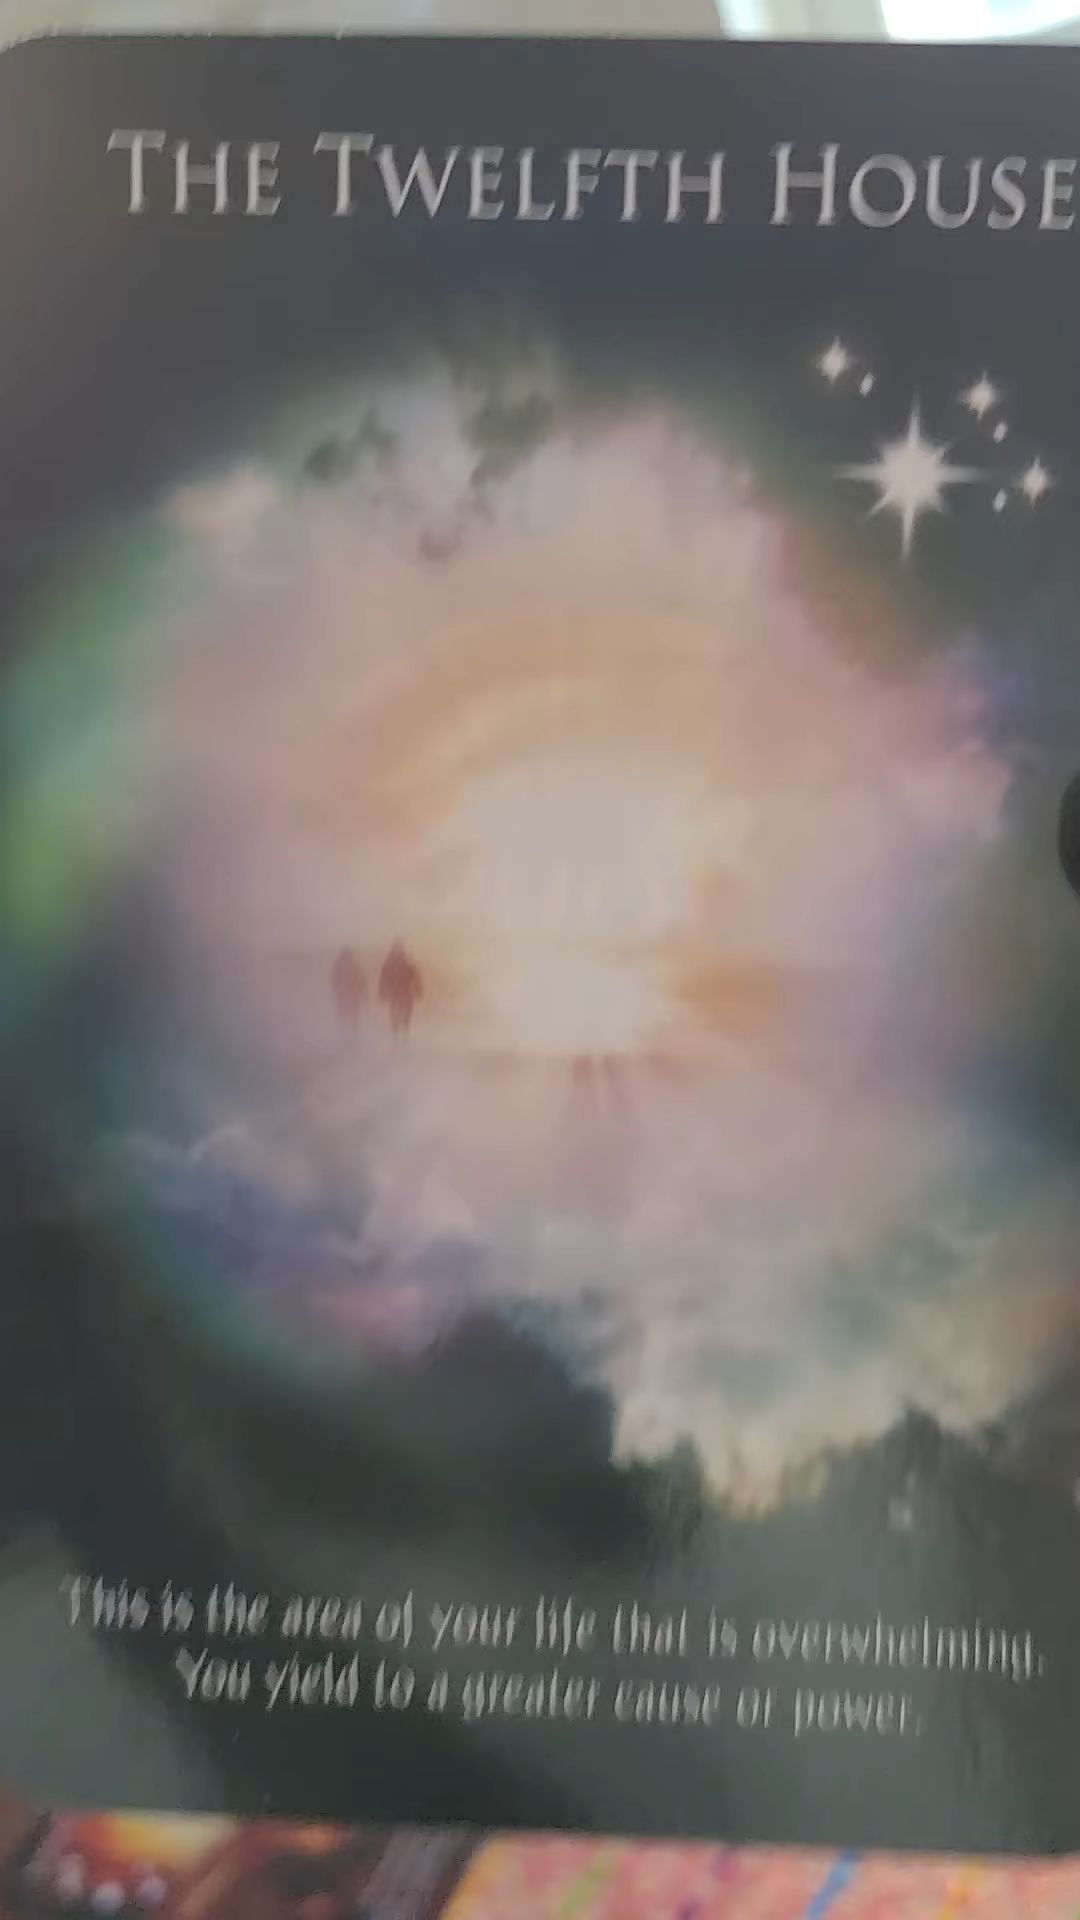 THE TWELFTH HOUSE
This is the area of your life that is overwhelming.
You yield to a greater cause or power.